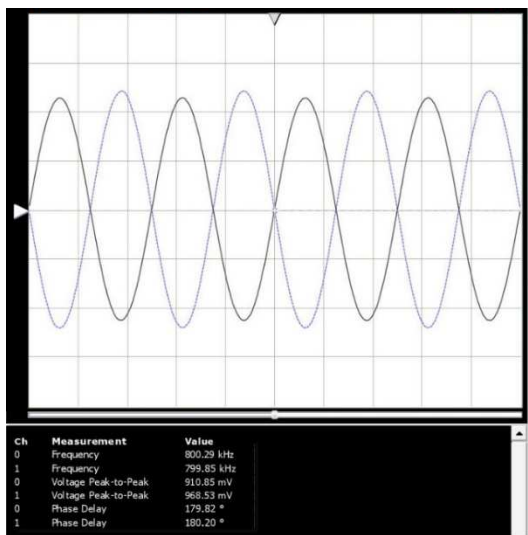 Ch Measurement Value
0 Frequency 800.29 kHz
1 Frequency 799.85 kHz
0 Voltage Peak-to-Peak 910.85 mV
1 Voltage Peak-to-Peak 968.53 mV
0 Phase Delay 179.82 °
1 Phase Delay 180.20 °